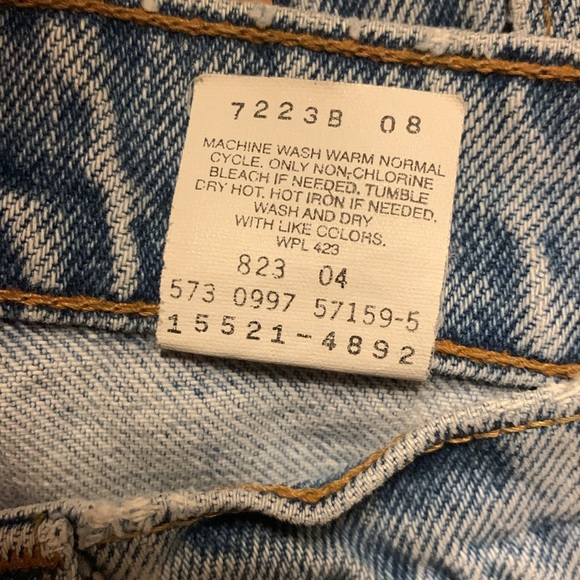 7223B 08
MACHINE WASH WARM NORMAL
CYCLE. ONLY NON-CHLORINE
BLEACH IF NEEDED. TUMBLE
DRY HOT. HOT IRON IF NEEDED.
WASH AND DRY
WITH LIKE COLORS.
WPL 423
823 04
573 0997 57159-5
15521-4892